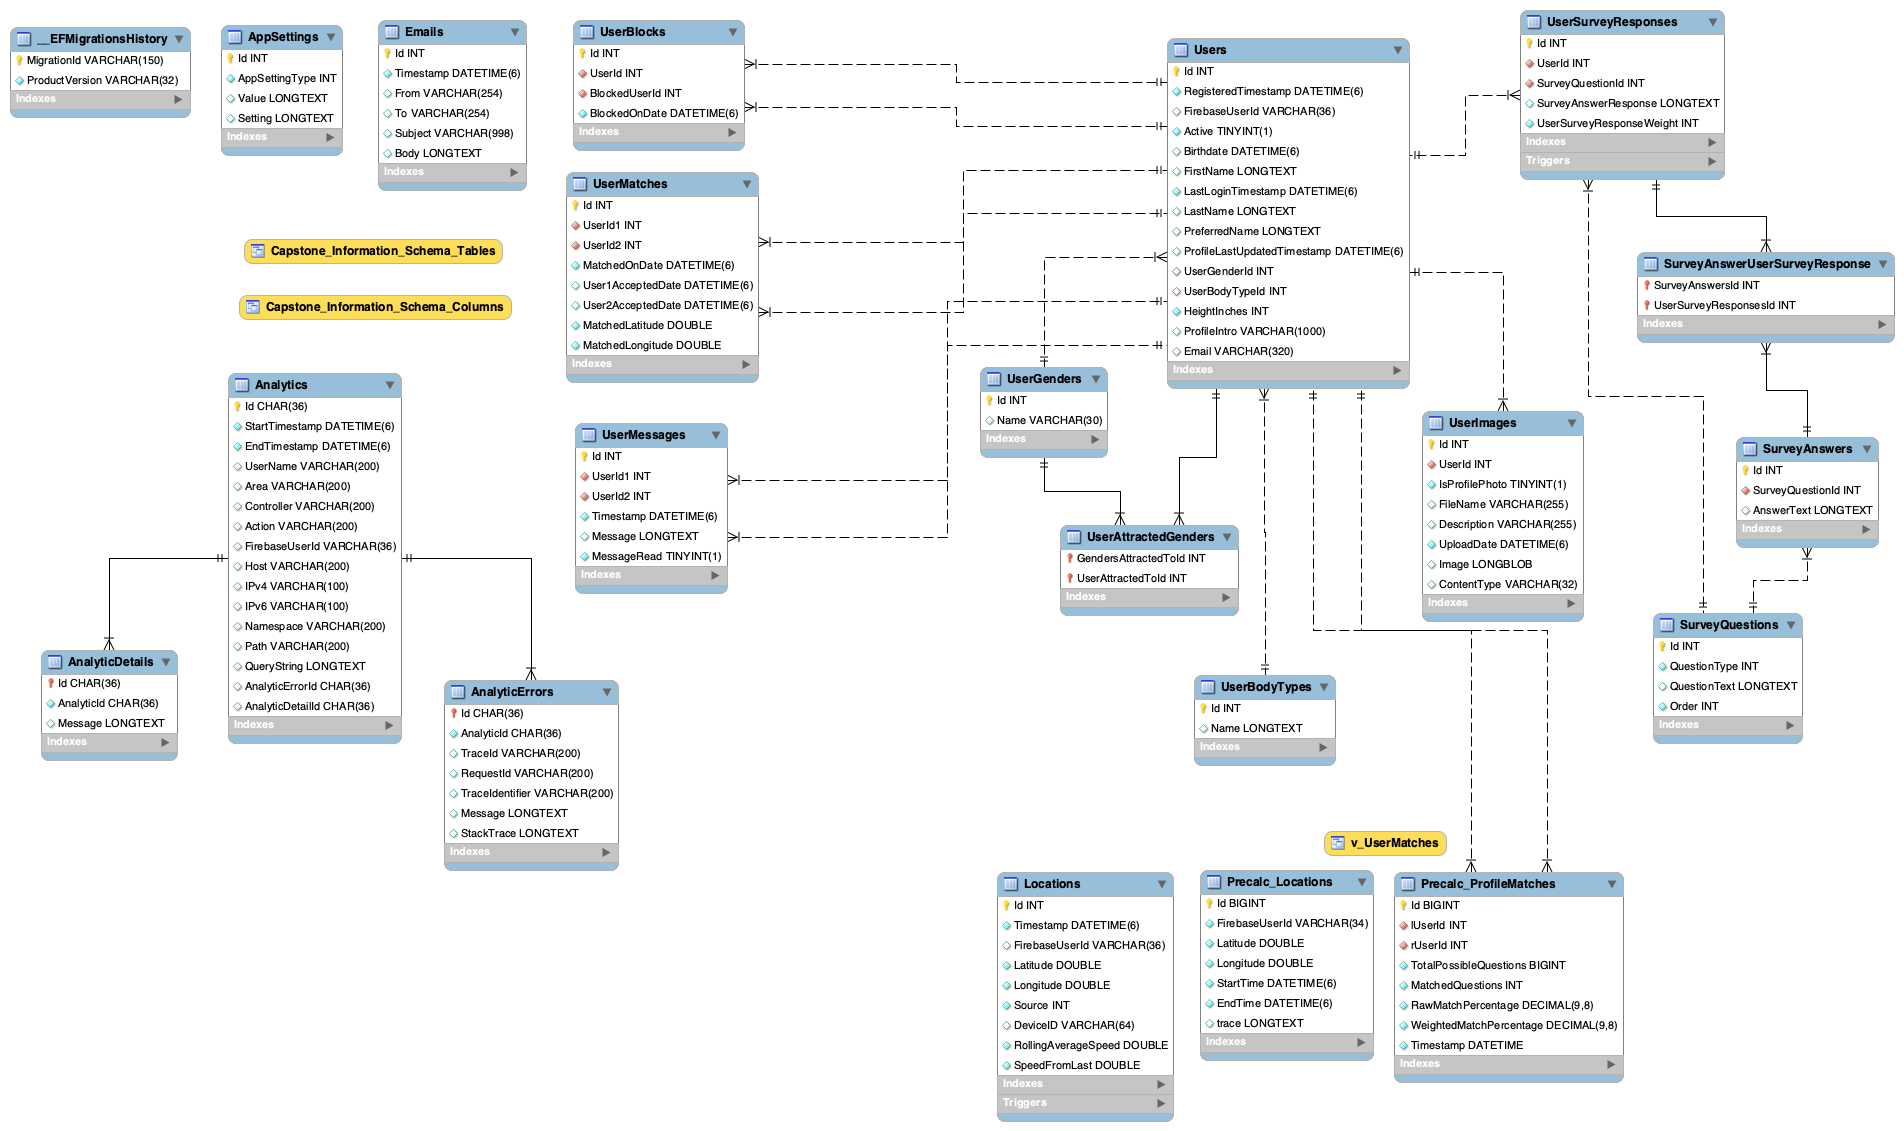 __EFMigrationsHistory
MigrationId VARCHAR(150)
ProductVersion VARCHAR(32)
Indexes
AppSettings
Id INT
AppSettingType INT
Value LONGTEXT
Setting LONGTEXT
Indexes
Emails
Id INT
Timestamp DATETIME(6)
From VARCHAR(254)
To VARCHAR(254)
Subject VARCHAR(998)
Body LONGTEXT
Indexes
UserBlocks
Id INT
UserId INT
BlockedUserId INT
BlockedOnDate DATETIME(6)
Indexes
Users
Id INT
RegisteredTimestamp DATETIME(6)
FirebaseUserId VARCHAR(36)
Active TINYINT(1)
Birthdate DATETIME(6)
FirstName LONGTEXT
LastLoginTimestamp DATETIME(6)
LastName LONGTEXT
PreferredName LONGTEXT
ProfileLastUpdatedTimestamp DATETIME(6)
UserGenderId INT
UserBodyTypeId INT
HeightInches INT
ProfileIntro VARCHAR(1000)
Email VARCHAR(320)
Indexes
UserSurveyResponses
Id INT
UserId INT
SurveyQuestionId INT
SurveyAnswerResponse LONGTEXT
UserSurveyResponseWeight INT
Indexes
Triggers
UserMatches
Id INT
UserId1 INT
UserId2 INT
MatchedOnDate DATETIME(6)
User1AcceptedDate DATETIME(6)
User2AcceptedDate DATETIME(6)
MatchedLatitude DOUBLE
MatchedLongitude DOUBLE
Indexes
Capstone_Information_Schema_Tables
Capstone_Information_Schema_Columns
SurveyAnswerUserSurveyResponse
SurveyAnswersId INT
UserSurveyResponsesId INT
Indexes
Analytics
Id CHAR(36)
StartTimestamp DATETIME(6)
EndTimestamp DATETIME(6)
UserName VARCHAR(200)
Area VARCHAR(200)
Controller VARCHAR(200)
Action VARCHAR(200)
FirebaseUserId VARCHAR(36)
Host VARCHAR(200)
IPv4 VARCHAR(100)
IPv6 VARCHAR(100)
Namespace VARCHAR(200)
Path VARCHAR(200)
QueryString LONGTEXT
AnalyticErrorId CHAR(36)
AnalyticDetailId CHAR(36)
Indexes
UserMessages
Id INT
UserId1 INT
UserId2 INT
Timestamp DATETIME(6)
Message LONGTEXT
MessageRead TINYINT(1)
Indexes
UserGenders
Id INT
Name VARCHAR(30)
Indexes
UserImages
Id INT
UserId INT
IsProfilePhoto TINYINT(1)
FileName VARCHAR(255)
Description VARCHAR(255)
UploadDate DATETIME(6)
Image LONGBLOB
ContentType VARCHAR(32)
Indexes
SurveyAnswers
Id INT
SurveyQuestionId INT
AnswerText LONGTEXT
Indexes
UserAttractedGenders
GendersAttractedToId INT
UserAttractedToId INT
Indexes
SurveyQuestions
Id INT
QuestionType INT
QuestionText LONGTEXT
Order INT
Indexes
AnalyticDetails
Id CHAR(36)
AnalyticId CHAR(36)
Message LONGTEXT
Indexes
AnalyticErrors
Id CHAR(36)
AnalyticId CHAR(36)
TraceId VARCHAR(200)
RequestId VARCHAR(200)
TraceIdentifier VARCHAR(200)
Message LONGTEXT
StackTrace LONGTEXT
Indexes
UserBodyTypes
Id INT
Name LONGTEXT
Indexes
v_UserMatches
Locations
Id INT
Timestamp DATETIME(6)
FirebaseUserId VARCHAR(36)
Latitude DOUBLE
Longitude DOUBLE
Source INT
DeviceID VARCHAR(64)
RollingAverageSpeed DOUBLE
SpeedFromLast DOUBLE
Indexes
Triggers
Precalc_Locations
Id BIGINT
FirebaseUserId VARCHAR(34)
Latitude DOUBLE
Longitude DOUBLE
StartTime DATETIME(6)
EndTime DATETIME(6)
trace LONGTEXT
Indexes
Precalc_ProfileMatches
Id BIGINT
lUserId INT
rUserId INT
TotalPossibleQuestions BIGINT
MatchedQuestions INT
RawMatchPercentage DECIMAL(9,8)
WeightedMatchPercentage DECIMAL(9,8)
Timestamp DATETIME
Indexes